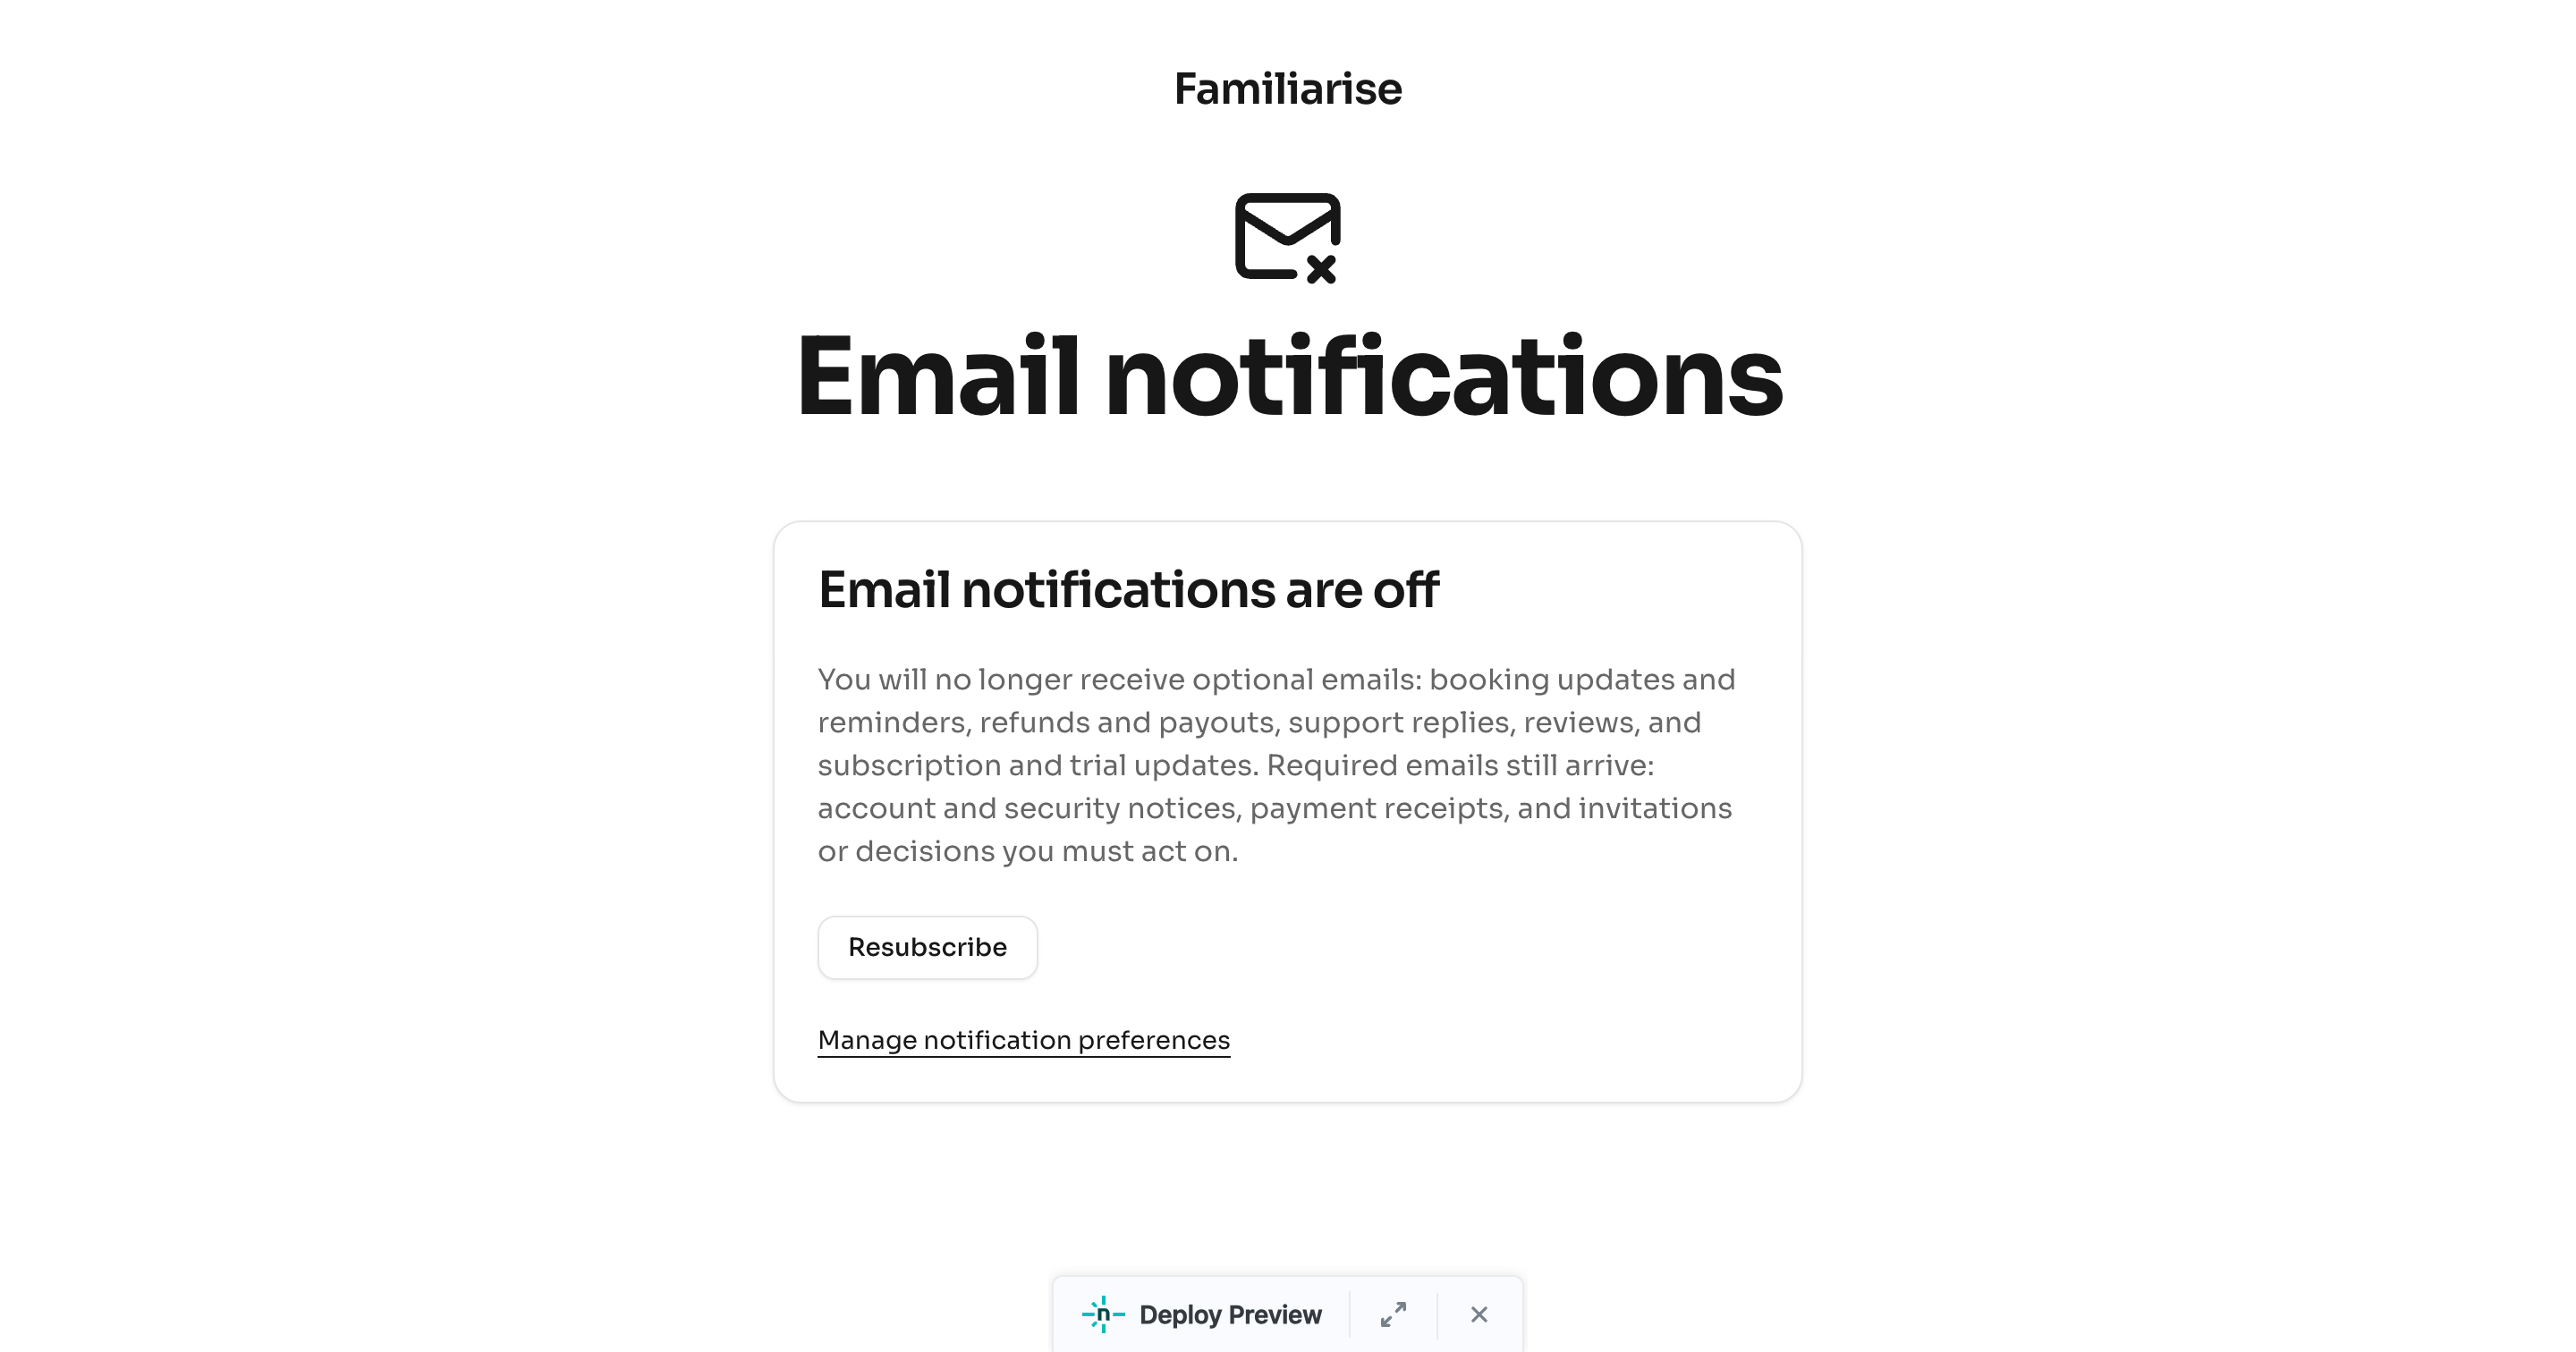 Familiarise
Email notifications
Email notifications are off
You will no longer receive optional emails: booking updates and
reminders, refunds and payouts, support replies, reviews, and
subscription and trial updates. Required emails still arrive:
account and security notices, payment receipts, and invitations
or decisions you must act on.
Resubscribe
Manage notification preferences
Deploy Preview